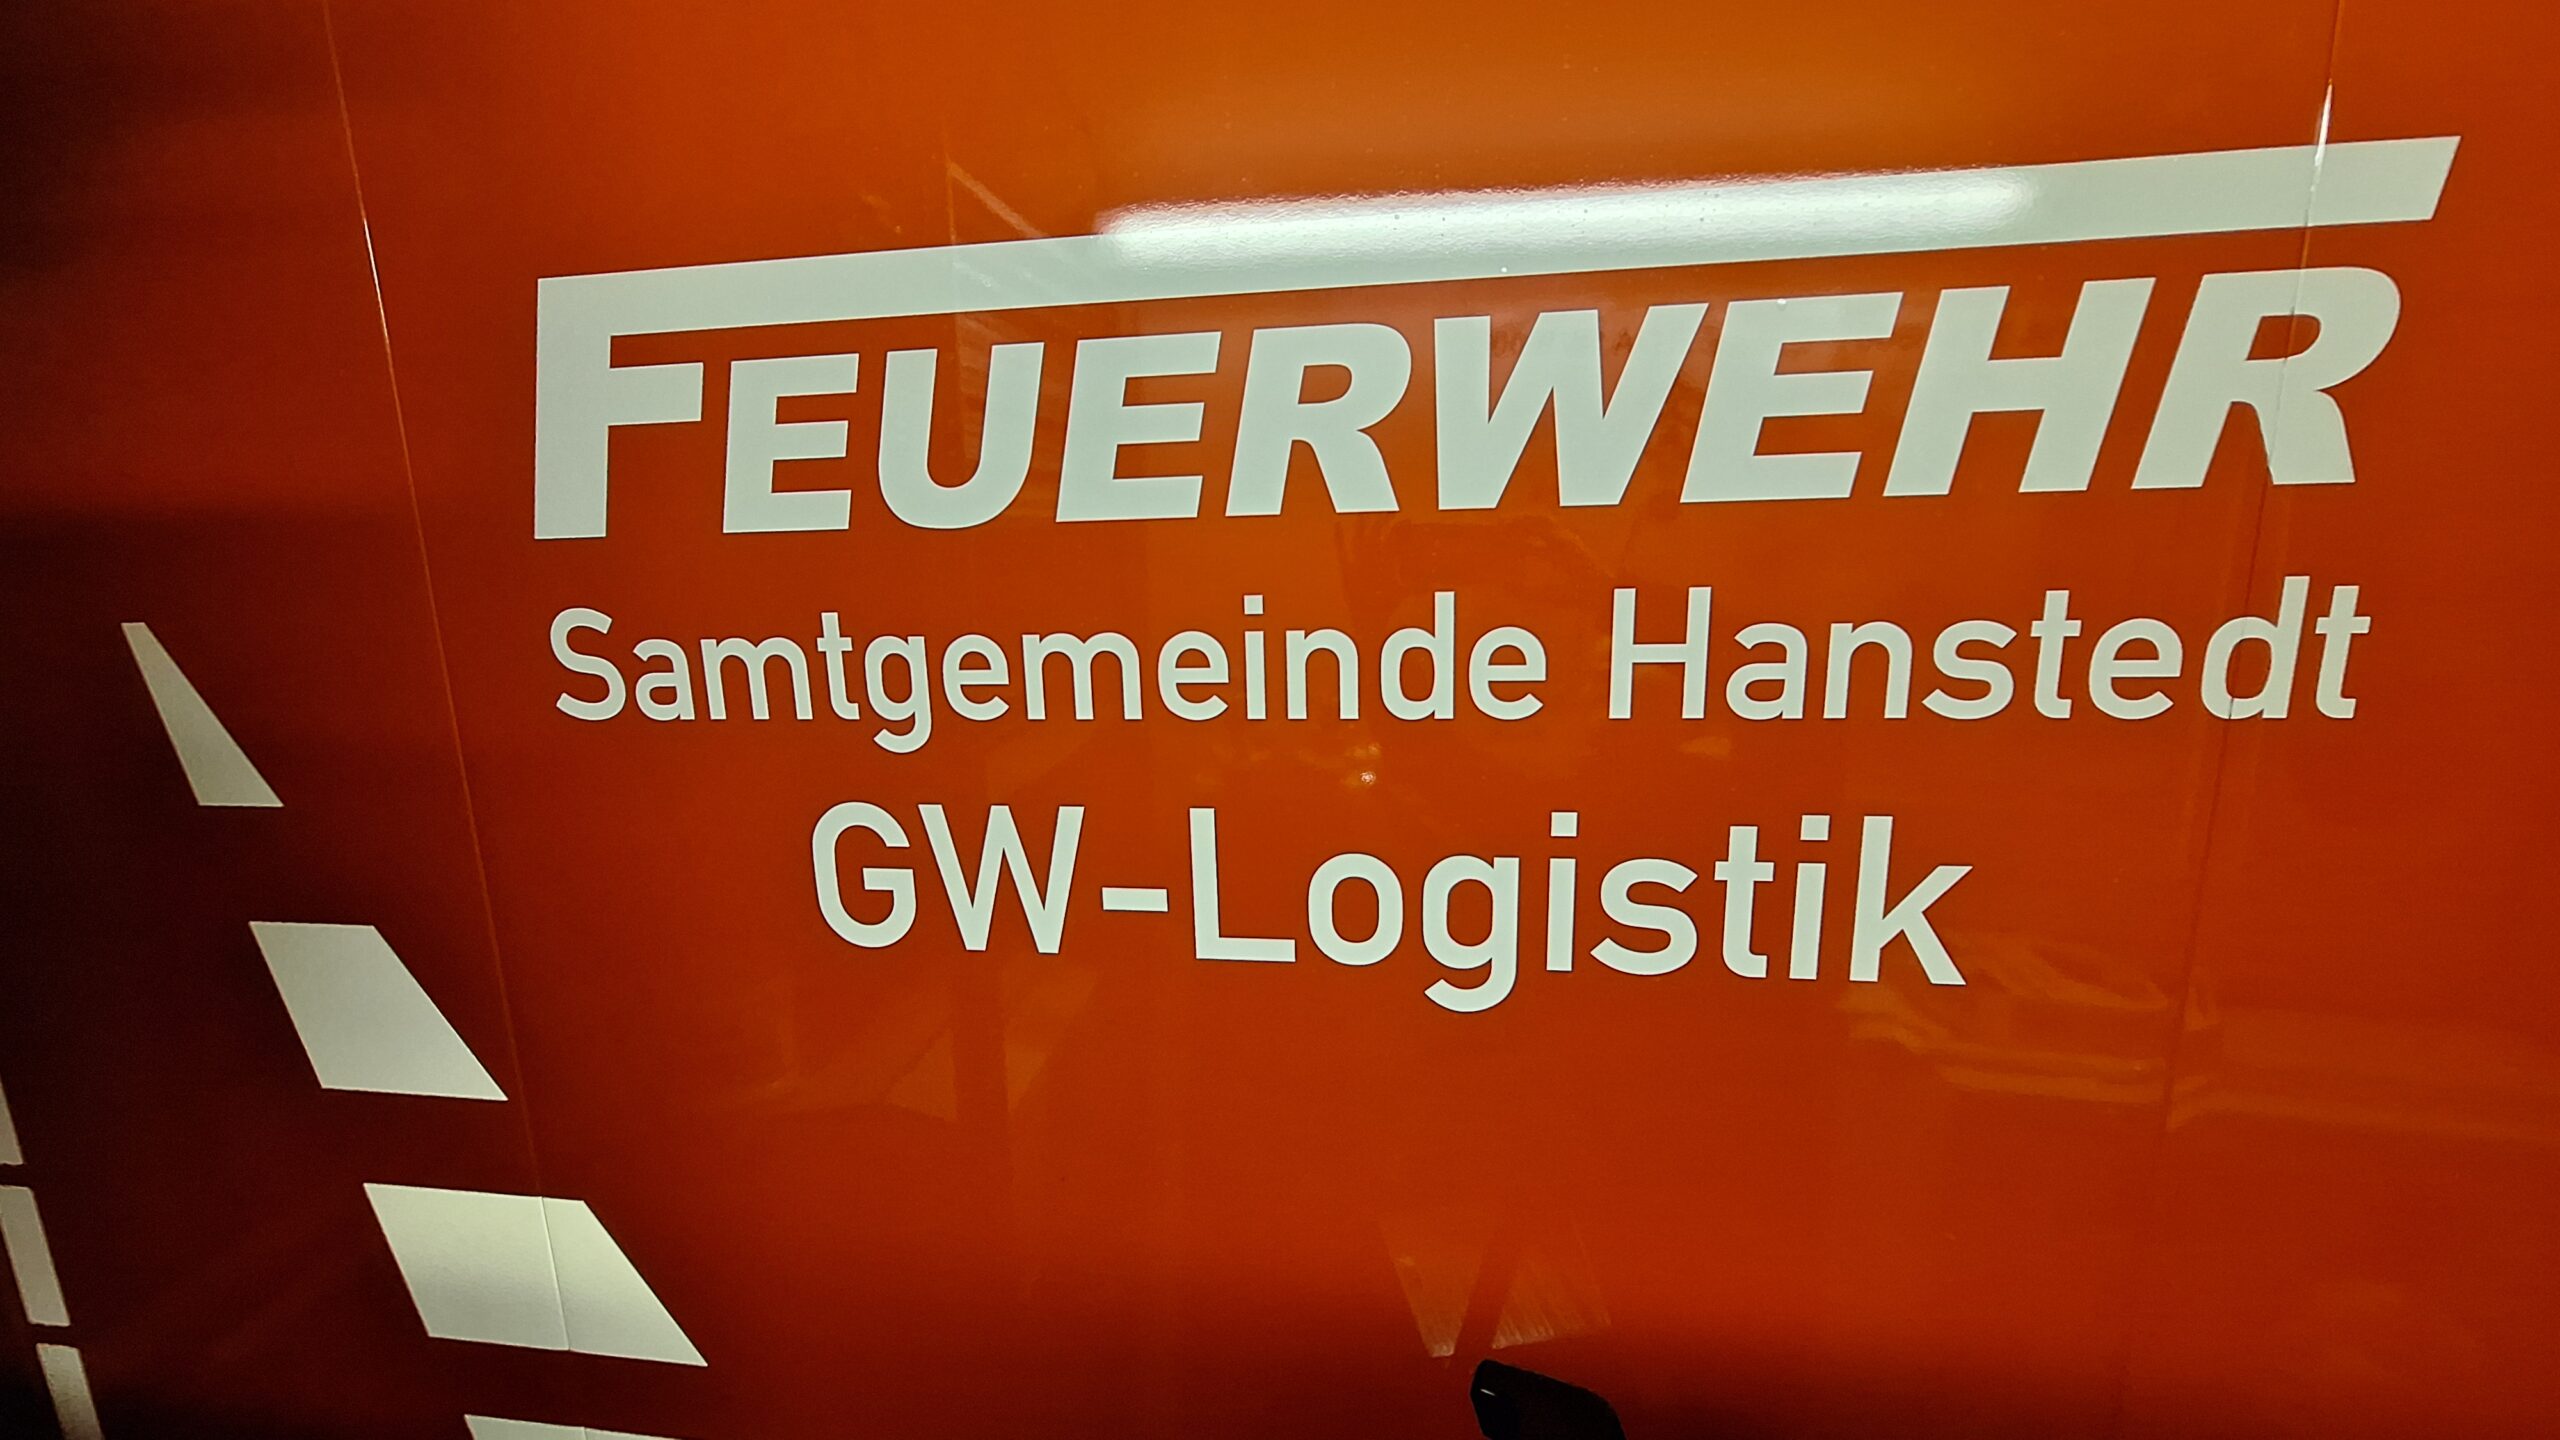 FEUERWEHR
Samtgemeinde Hanstedt
GW-Logistik